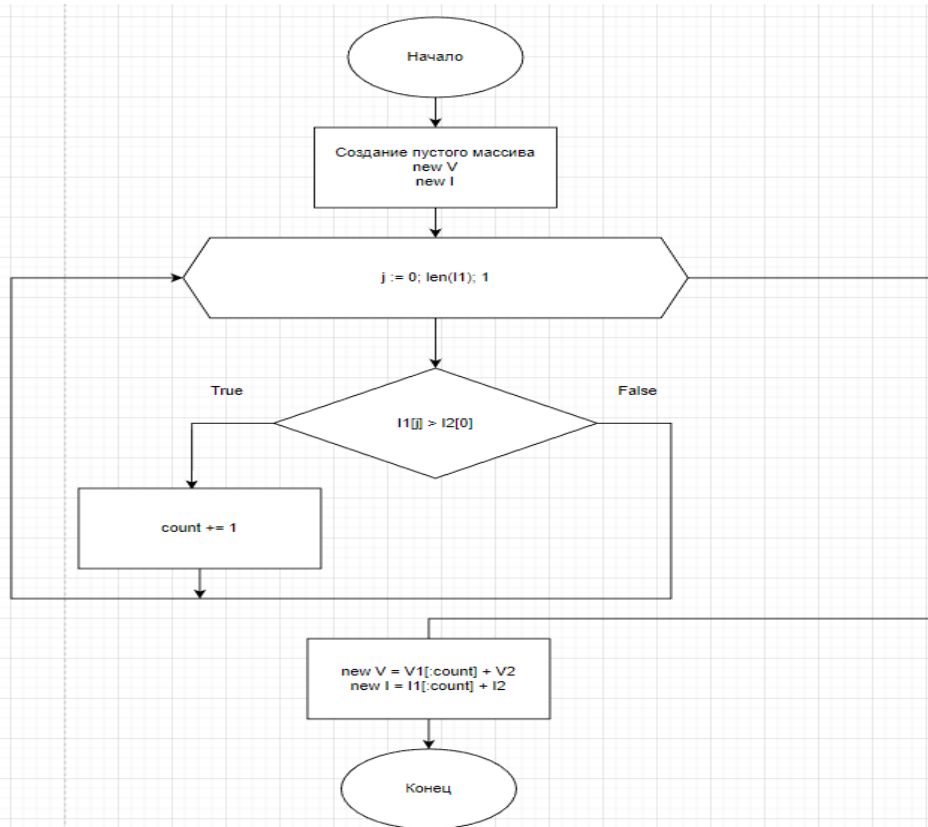 Начало
Создание пустого массива
new V
new I
j := 0; len(I1); 1
True
False
I1[j] > I2[0]
count += 1
new V = V1[:count] + V2
new I = I1[:count] + I2
Конец